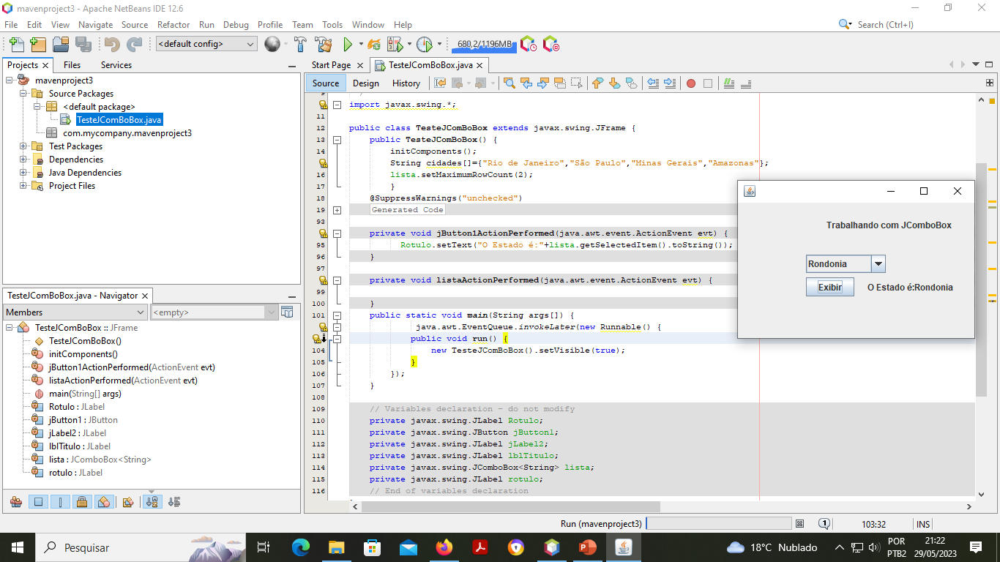 mavenproject3 - Apache NetBeans IDE 12.6
File Edit View Navigate Source Refactor Run Debug Profile Team Tools Window Help
Search (Ctrl+I)
<default config>
680,2/1196MB
Projects
Files
Services
mavenproject3
Source Packages
<default package>
TesteJComBoBox.java
com.mycompany.mavenproject3
Test Packages
Dependencies
Java Dependencies
Project Files
TesteJComBoBox.java - Navigator
Members
<empty>
TesteJComBoBox :: JFrame
TesteJComBoBox()
initComponents()
jButton1ActionPerformed(ActionEvent evt)
listaActionPerformed(ActionEvent evt)
main(String[] args)
Rotulo : JLabel
jButton1 : JButton
jLabel2 : JLabel
lblTitulo : JLabel
lista : JComboBox<String>
rotulo : JLabel
Start Page
TesteJComBoBox.java
Source
Design
History
9
import javax.swing.*;
11
12 public class TesteJComBoBox extends javax.swing.JFrame {
13 public TesteJComBoBox() {
14 initComponents();
String cidades[]={"Rio de Janeiro","São Paulo","Minas Gerais","Amazonas"};
16 lista.setMaximumRowCount(2);
17 }
18 @SuppressWarnings("unchecked")
19 Generated Code
93
private void jButton1ActionPerformed(java.awt.event.ActionEvent evt) {
95 Rotulo.setText("O Estado é:"+lista.getSelectedItem().toString());
96 }
97
private void listaActionPerformed(java.awt.event.ActionEvent evt) {
99
100 }
101 public static void main(String args[]) {
java.awt.EventQueue.invokeLater(new Runnable() {
public void run() {
104 new TesteJComBoBox().setVisible(true);
105 }
106 });
107 }
108
109 // Variables declaration - do not modify
110 private javax.swing.JLabel Rotulo;
111 private javax.swing.JButton jButton1;
112 private javax.swing.JLabel jLabel2;
113 private javax.swing.JLabel lblTitulo;
114 private javax.swing.JComboBox<String> lista;
115 private javax.swing.JLabel rotulo;
116 // End of variables declaration
Trabalhando com JComboBox
Rondonia
Exibir
O Estado é:Rondonia
Run (mavenproject3)
1
103:32
INS
Pesquisar
18°C Nublado
POR
PTB2
21:22
29/05/2023